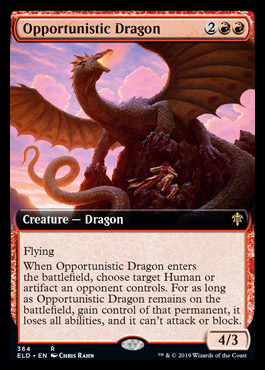 Opportunistic Dragon 2
Creature — Dragon
Flying
When Opportunistic Dragon enters
the battlefield, choose target Human or
artifact an opponent controls. For as long
as Opportunistic Dragon remains on the
battlefield, gain control of that permanent, it
loses all abilities, and it can't attack or block.
4/3
364 R
ELD • EN Chris Rahn
™ & © 2019 Wizards of the Coast